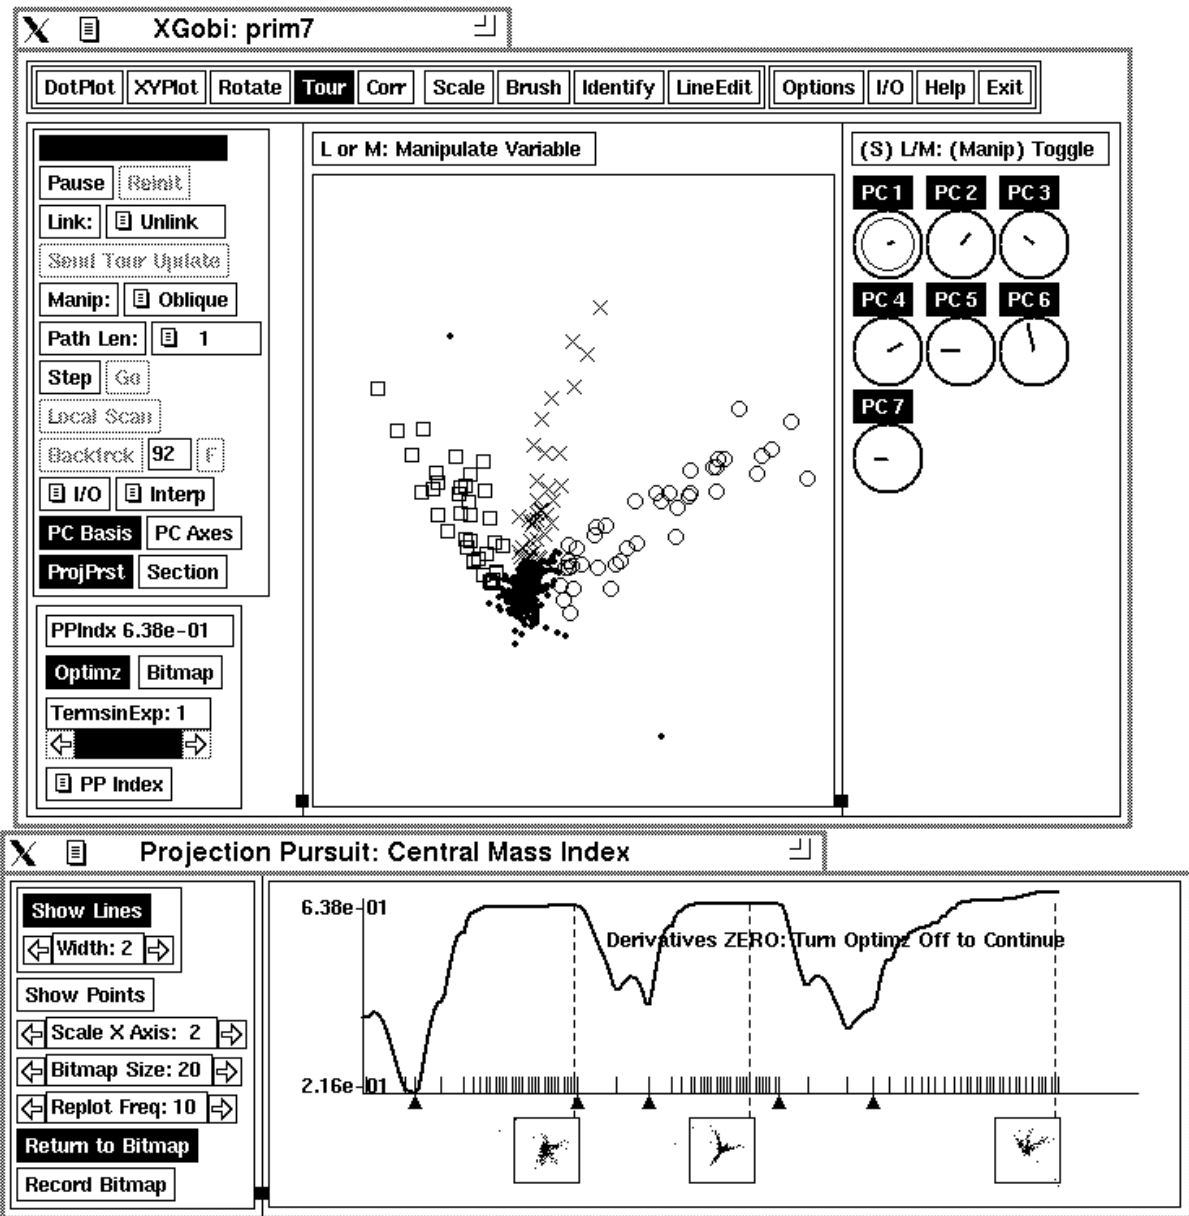 XGobi: prim7
DotPlot XYPlot Rotate Tour Corr Scale Brush Identify LineEdit Options I/O Help Exit
L or M: Manipulate Variable
(S) L/M: (Manip) Toggle
Pause Reinit
Link: Unlink
Send Tour Update
Manip: Oblique
Path Len: 1
Step Go
Local Scan
Backtrck 92 F
I/O Interp
PC Basis PC Axes
ProjPrst Section
PPIndx 6.38e-01
Optimz Bitmap
TermsinExp: 1
PP Index
PC 1 PC 2 PC 3
PC 4 PC 5 PC 6
PC 7
Projection Pursuit: Central Mass Index
Show Lines
Width: 2
Show Points
Scale X Axis: 2
Bitmap Size: 20
Replot Freq: 10
Return to Bitmap
Record Bitmap
6.38e-01
Derivatives ZERO: Turn Optimz Off to Continue
2.16e-01